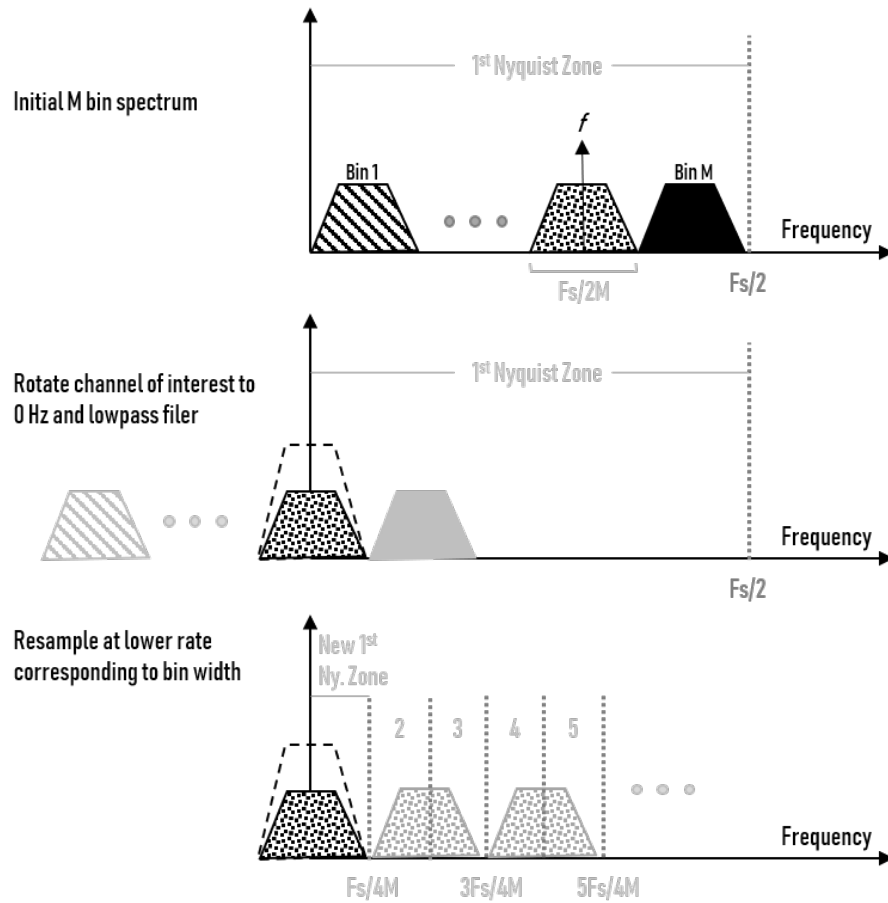 1st Nyquist Zone
Initial M bin spectrum
f
Bin 1
Bin M
Frequency
Fs/2M
Fs/2
Rotate channel of interest to
0 Hz and lowpass filer
1st Nyquist Zone
Frequency
Fs/2
Resample at lower rate
corresponding to bin width
New 1st
Ny. Zone
2
3
4
5
Frequency
Fs/4M
3Fs/4M
5Fs/4M